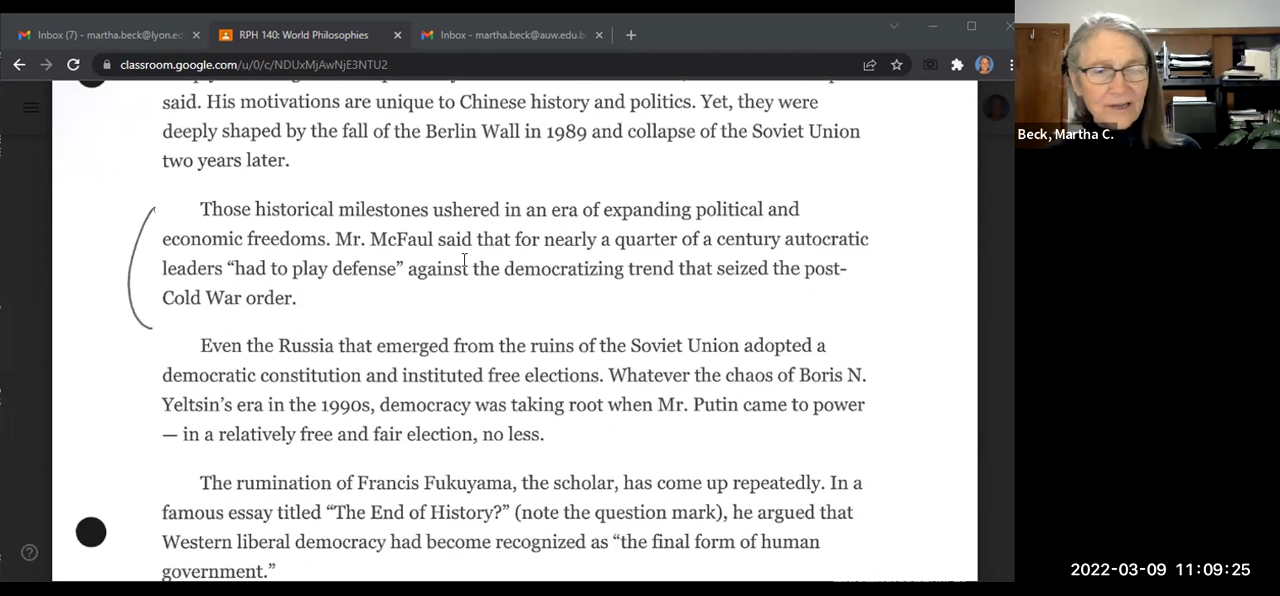 Inbox (7) - martha.beck@lyon.ed
RPH 140: World Philosophies
Inbox - martha.beck@auw.edu.b
classroom.google.com/u/0/c/NDUxMjAwNjE3NTU2
said. His motivations are unique to Chinese history and politics. Yet, they were
deeply shaped by the fall of the Berlin Wall in 1989 and collapse of the Soviet Union
two years later.
Those historical milestones ushered in an era of expanding political and
economic freedoms. Mr. McFaul said that for nearly a quarter of a century autocratic
leaders “had to play defense” against the democratizing trend that seized the post-
Cold War order.
Even the Russia that emerged from the ruins of the Soviet Union adopted a
democratic constitution and instituted free elections. Whatever the chaos of Boris N.
Yeltsin’s era in the 1990s, democracy was taking root when Mr. Putin came to power
— in a relatively free and fair election, no less.
The rumination of Francis Fukuyama, the scholar, has come up repeatedly. In a
famous essay titled “The End of History?” (note the question mark), he argued that
Western liberal democracy had become recognized as “the final form of human
government.”
Beck, Martha C.
2022-03-09 11:09:25